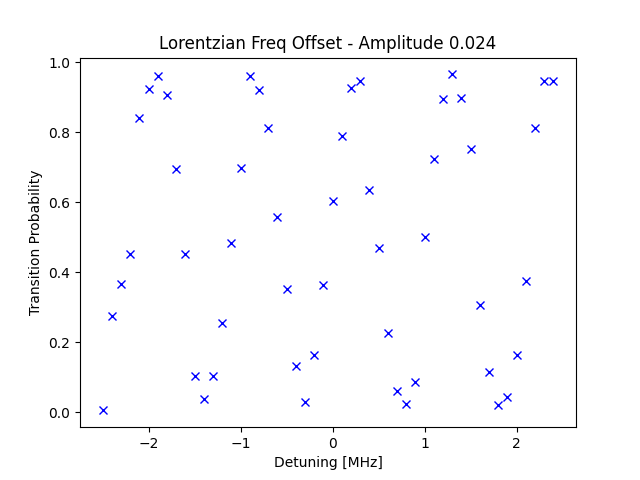 Lorentzian Freq Offset - Amplitude 0.024
1.0
0.8
0.6
0.4
0.2
0.0
Transition Probability
−2 −1 0 1 2
Detuning [MHz]